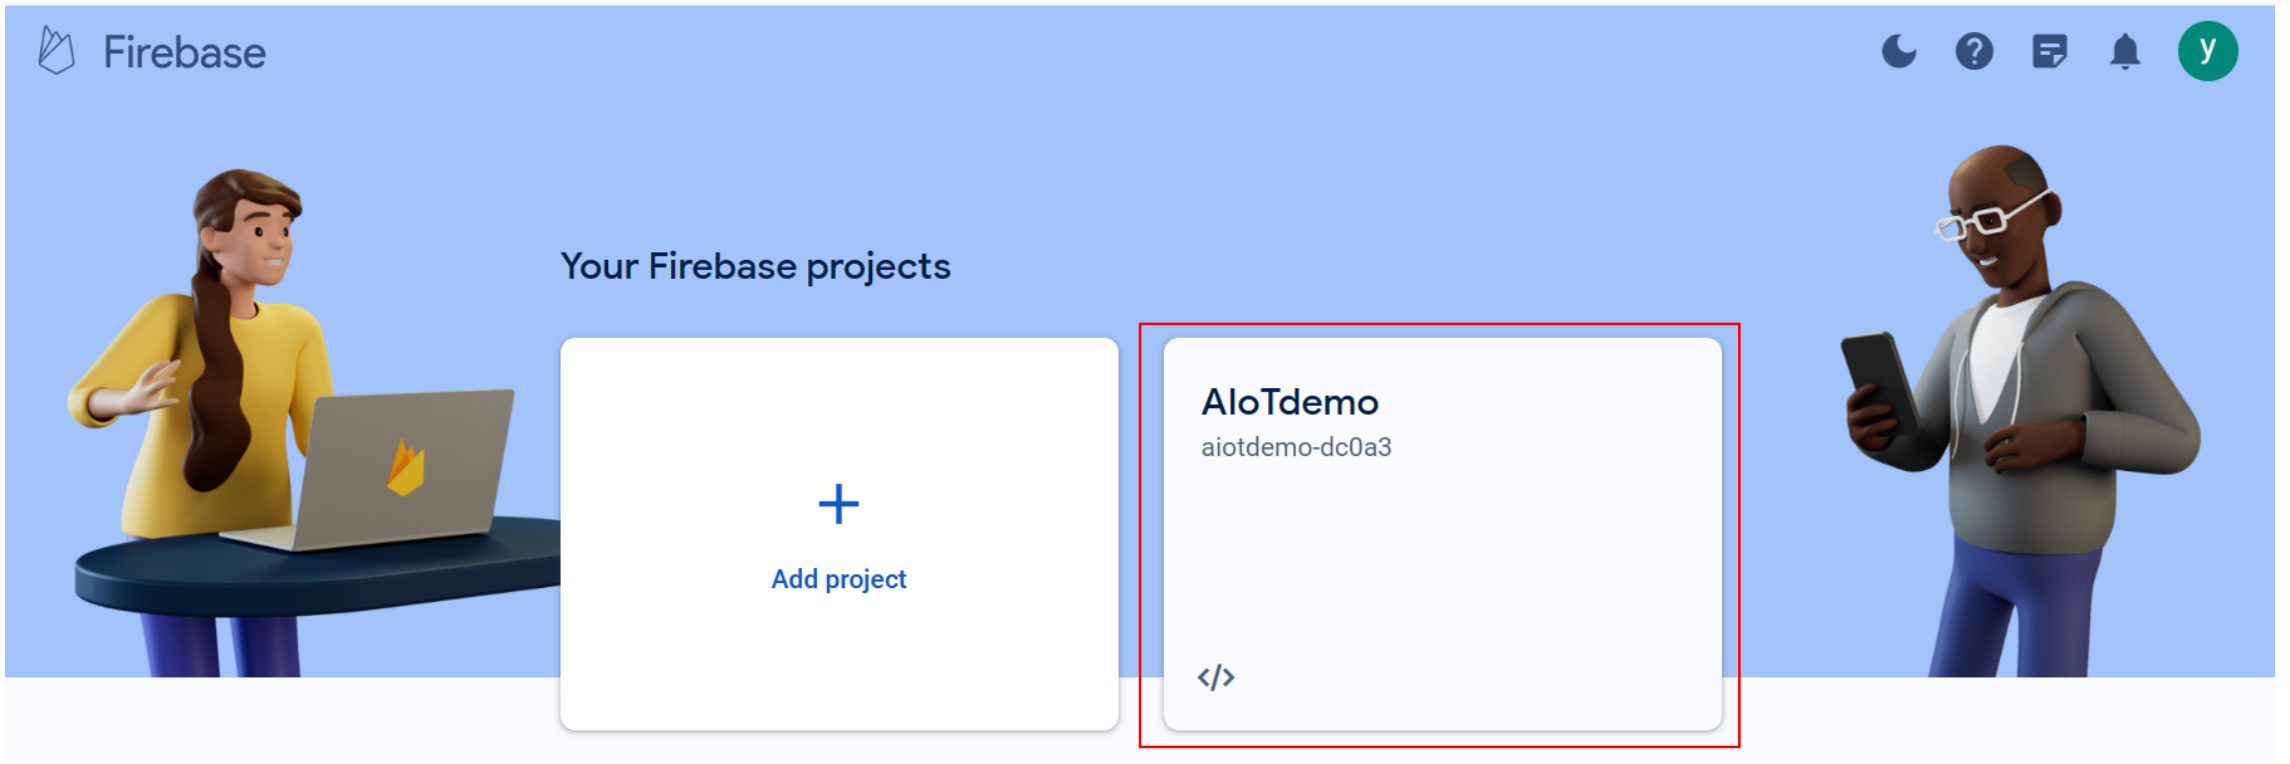 Firebase
y
Your Firebase projects
Add project
AIoTdemo
aiotdemo-dc0a3
</>